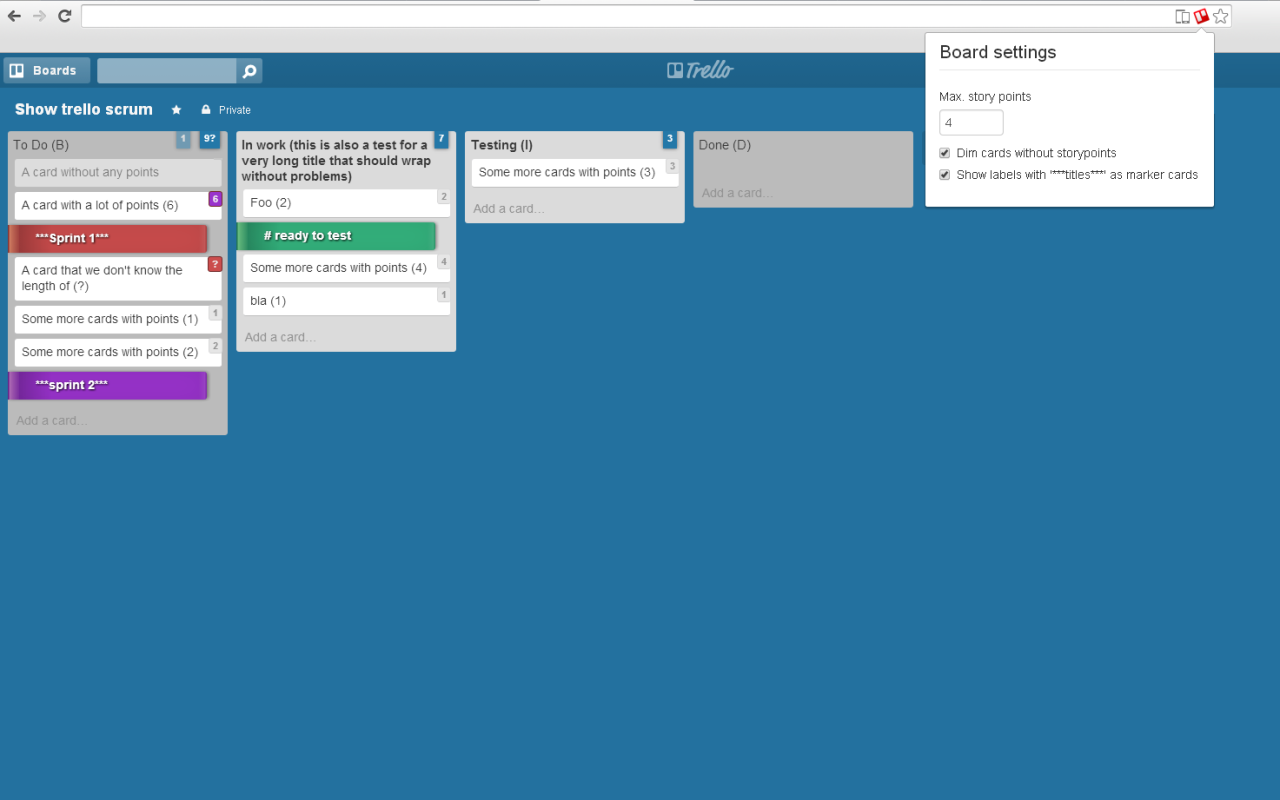 Boards
Trello
Show trello scrum
Private
To Do (B)
1
9?
A card without any points
A card with a lot of points (6)
6
***Sprint 1***
A card that we don't know the
length of (?)
?
Some more cards with points (1)
1
Some more cards with points (2)
2
***sprint 2***
Add a card...
In work (this is also a test for a
very long title that should wrap
without problems)
7
Foo (2)
2
# ready to test
Some more cards with points (4)
4
bla (1)
1
Add a card...
Testing (I)
3
Some more cards with points (3)
3
Add a card...
Done (D)
Add a card...
Board settings
Max. story points
4
Dim cards without storypoints
Show labels with '***titles***' as marker cards